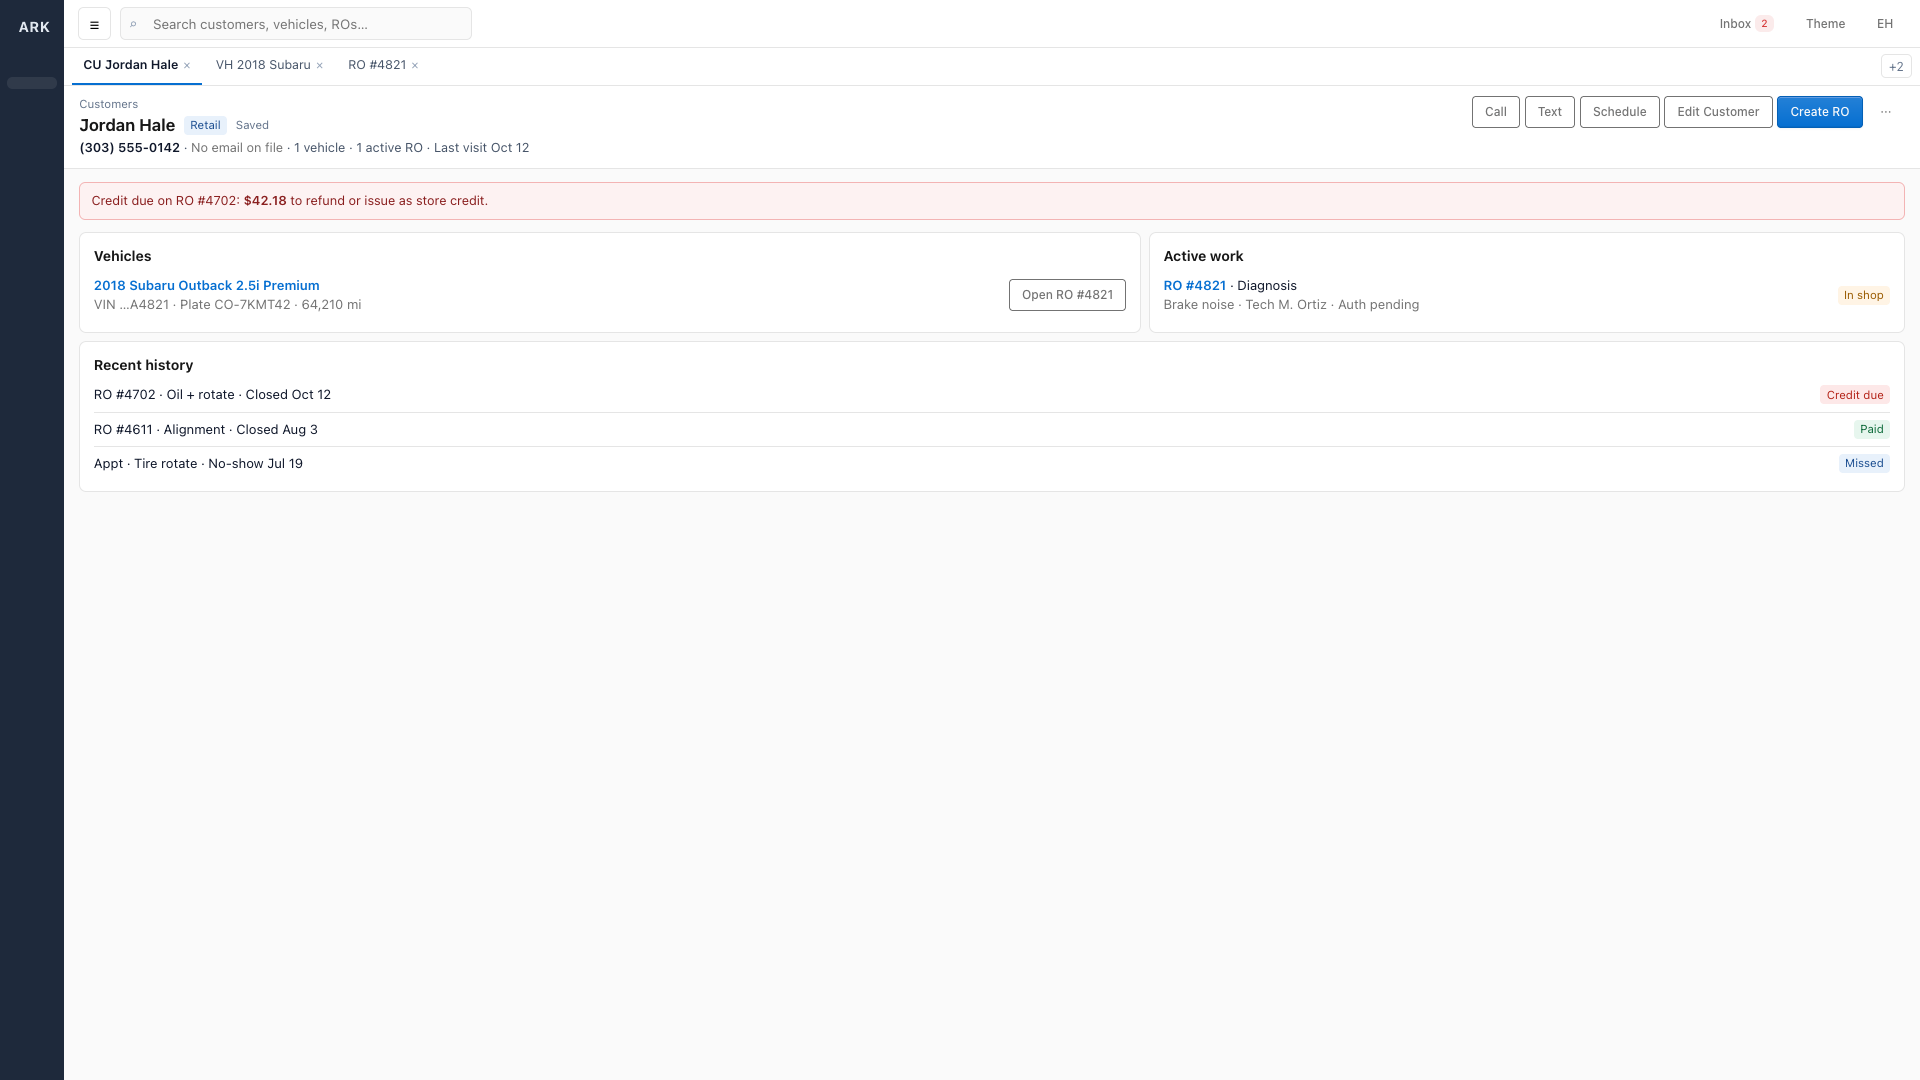 ARK
☰
Search customers, vehicles, ROs...
Inbox 2
Theme
EH
CU Jordan Hale ×
VH 2018 Subaru ×
RO #4821 ×
+2
Customers
Jordan Hale Retail Saved
(303) 555-0142 · No email on file · 1 vehicle · 1 active RO · Last visit Oct 12
Call
Text
Schedule
Edit Customer
Create RO
...
Credit due on RO #4702: $42.18 to refund or issue as store credit.
Vehicles
2018 Subaru Outback 2.5i Premium
VIN ...A4821 · Plate CO-7KMT42 · 64,210 mi
Open RO #4821
Active work
RO #4821 · Diagnosis
Brake noise · Tech M. Ortiz · Auth pending
In shop
Recent history
RO #4702 · Oil + rotate · Closed Oct 12
Credit due
RO #4611 · Alignment · Closed Aug 3
Paid
Appt · Tire rotate · No-show Jul 19
Missed